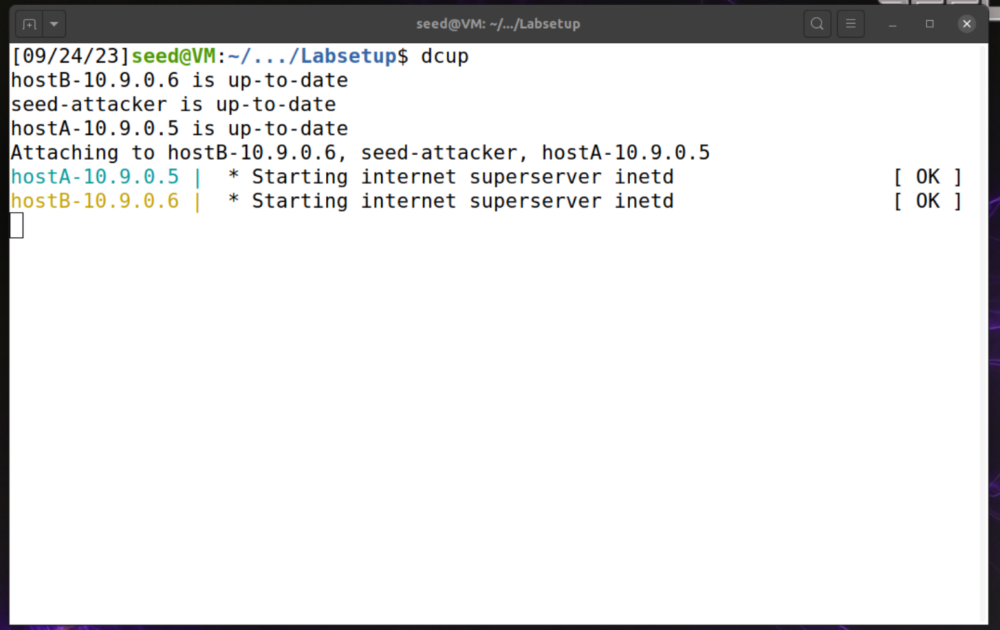 seed@VM: ~/.../Labsetup
[09/24/23]seed@VM:~/.../Labsetup$ dcup
hostB-10.9.0.6 is up-to-date
seed-attacker is up-to-date
hostA-10.9.0.5 is up-to-date
Attaching to hostB-10.9.0.6, seed-attacker, hostA-10.9.0.5
hostA-10.9.0.5 |  * Starting internet superserver inetd [ OK ]
hostB-10.9.0.6 |  * Starting internet superserver inetd [ OK ]